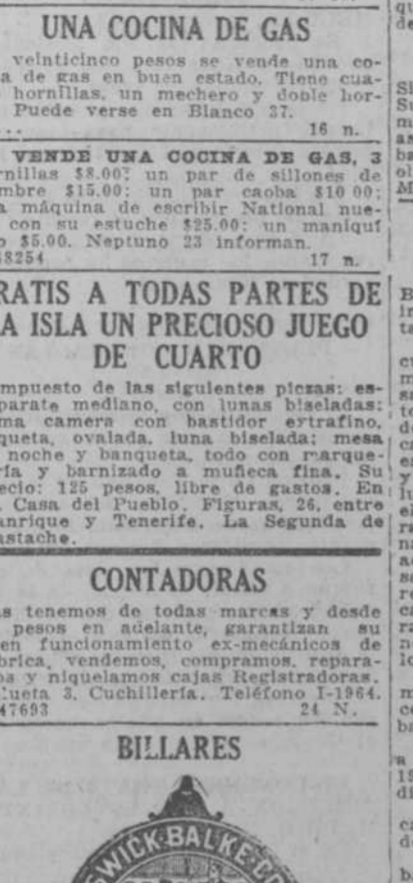 UNA COCINA DE GAS
veinticinco pesos se vende una co-
a de gas en buen estado. Tiene cua-
hornillas, un mechero y doble hor-
Puede verse en Blanco 37.
... 16 n.
VENDE UNA COCINA DE GAS, 3
rnillas $8.00; un par de sillones de
mbre $15.00; un par caoba $10 00;
a máquina de escribir National nue-
con su estuche $25.00; un maniquí
o $5.00. Neptuno 23 informan.
8254 17 n.
RATIS A TODAS PARTES DE
A ISLA UN PRECIOSO JUEGO
DE CUARTO
mpuesto de las siguientes piezas: es-
parate mediano, con lunas biseladas;
ma camera con bastidor extrafino,
queta, ovalada, luna biselada; mesa
noche y banqueta, todo con marque-
ría y barnizado a muñeca fina. Su
ecio: 125 pesos, libre de gastos. En
Casa del Pueblo. Figuras, 26, entre
anrique y Tenerife. La Segunda de
astache.
CONTADORAS
s tenemos de todas marcas y desde
pesos en adelante, garantizan su
en funcionamiento ex-mecánicos de
brica, vendemos, compramos, repara-
os y niquelamos cajas Registradoras.
lueta 3, Cuchillería. Teléfono I-1964.
47693 24 N.
BILLARES
SWICK-BALKE-C